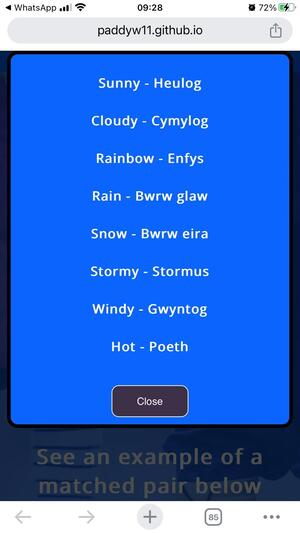 WhatsApp
09:28
72%
paddyw11.github.io
Sunny - Heulog
Cloudy - Cymylog
Rainbow - Enfys
Rain - Bwrw glaw
Snow - Bwrw eira
Stormy - Stormus
Windy - Gwyntog
Hot - Poeth
Close
See an example of a
matched pair below
85